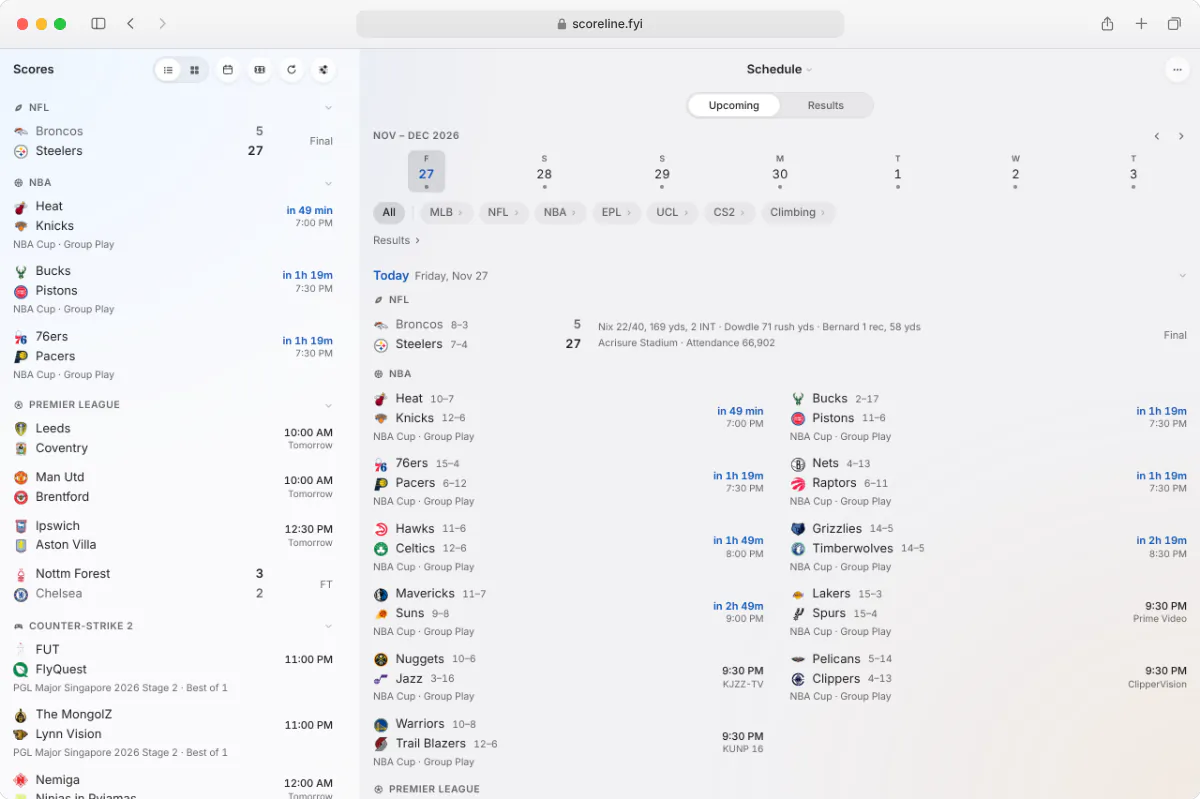 scoreline.fyi
Scores
NFL
Broncos 5
Steelers 27
Final
NBA
Heat
Knicks
in 49 min
7:00 PM
NBA Cup · Group Play
Bucks
Pistons
in 1h 19m
7:30 PM
NBA Cup · Group Play
76ers
Pacers
in 1h 19m
7:30 PM
NBA Cup · Group Play
PREMIER LEAGUE
Leeds
Coventry
10:00 AM
Tomorrow
Man Utd
Brentford
10:00 AM
Tomorrow
Ipswich
Aston Villa
12:30 PM
Tomorrow
Nottm Forest 3
Chelsea 2
FT
COUNTER-STRIKE 2
FUT
FlyQuest
11:00 PM
PGL Major Singapore 2026 Stage 2 · Best of 1
The MongolZ
Lynn Vision
11:00 PM
PGL Major Singapore 2026 Stage 2 · Best of 1
Nemiga
Ninjas in Pyjamas
12:00 AM
Tomorrow
Schedule
Upcoming Results
NOV – DEC 2026
F S S M T W T
27 28 29 30 1 2 3
All MLB › NFL › NBA › EPL › UCL › CS2 › Climbing ›
Results ›
Today Friday, Nov 27
NFL
Broncos 8–3 5 Nix 22/40, 169 yds, 2 INT · Dowdle 71 rush yds · Bernard 1 rec, 58 yds
Steelers 7–4 27 Acrisure Stadium · Attendance 66,902
Final
NBA
Heat 10–7
Knicks 12–6
in 49 min
7:00 PM
NBA Cup · Group Play
Bucks 2–17
Pistons 11–6
in 1h 19m
7:30 PM
NBA Cup · Group Play
76ers 15–4
Pacers 6–12
in 1h 19m
7:30 PM
NBA Cup · Group Play
Nets 4–13
Raptors 6–11
in 1h 19m
7:30 PM
NBA Cup · Group Play
Hawks 11–6
Celtics 12–6
in 1h 49m
8:00 PM
NBA Cup · Group Play
Grizzlies 14–5
Timberwolves 14–5
in 2h 19m
8:30 PM
NBA Cup · Group Play
Mavericks 11–7
Suns 9–8
in 2h 49m
9:00 PM
NBA Cup · Group Play
Lakers 15–3
Spurs 15–4
9:30 PM
Prime Video
NBA Cup · Group Play
Nuggets 10–6
Jazz 3–16
9:30 PM
KJZZ-TV
NBA Cup · Group Play
Pelicans 5–14
Clippers 4–13
9:30 PM
ClipperVision
NBA Cup · Group Play
Warriors 10–8
Trail Blazers 12–6
9:30 PM
KUNP 16
NBA Cup · Group Play
PREMIER LEAGUE